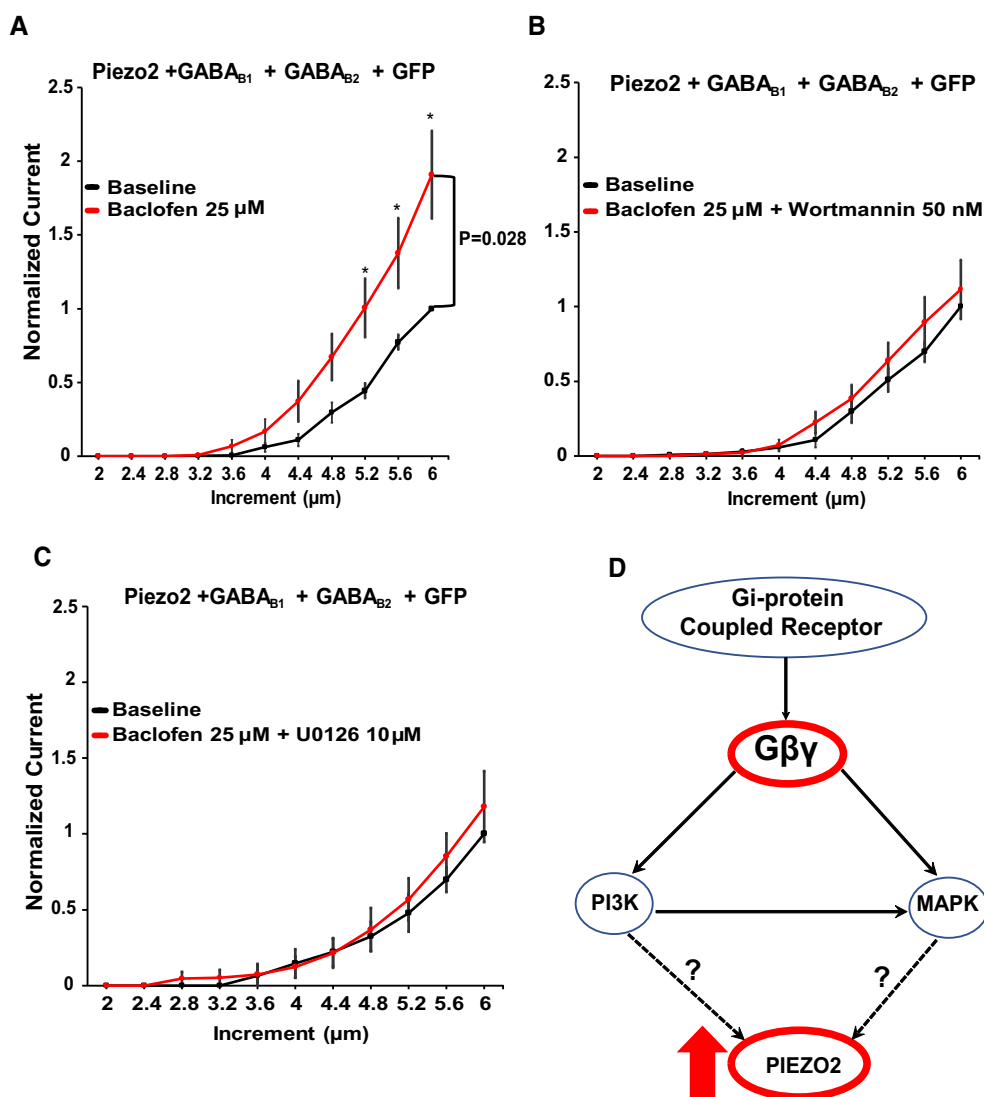 A
Piezo2 +GABAB1 + GABAB2 + GFP
Normalized Current
2.5
2
1.5
1
0.5
0
Baseline
Baclofen 25 µM
*
*
*
P=0.028
2 2.4 2.8 3.2 3.6 4 4.4 4.8 5.2 5.6 6
Increment (µm)
B
Piezo2 + GABAB1 + GABAB2 + GFP
2.5
2
1.5
1
0.5
0
Baseline
Baclofen 25 µM + Wortmannin 50 nM
2 2.4 2.8 3.2 3.6 4 4.4 4.8 5.2 5.6 6
Increment (µm)
C
Piezo2 +GABAB1 + GABAB2 + GFP
Normalized Current
2.5
2
1.5
1
0.5
0
Baseline
Baclofen 25 µM + U0126 10µM
2 2.4 2.8 3.2 3.6 4 4.4 4.8 5.2 5.6 6
Increment (µm)
D
Gi-protein
Coupled Receptor
Gβγ
PI3K
MAPK
?
?
PIEZO2